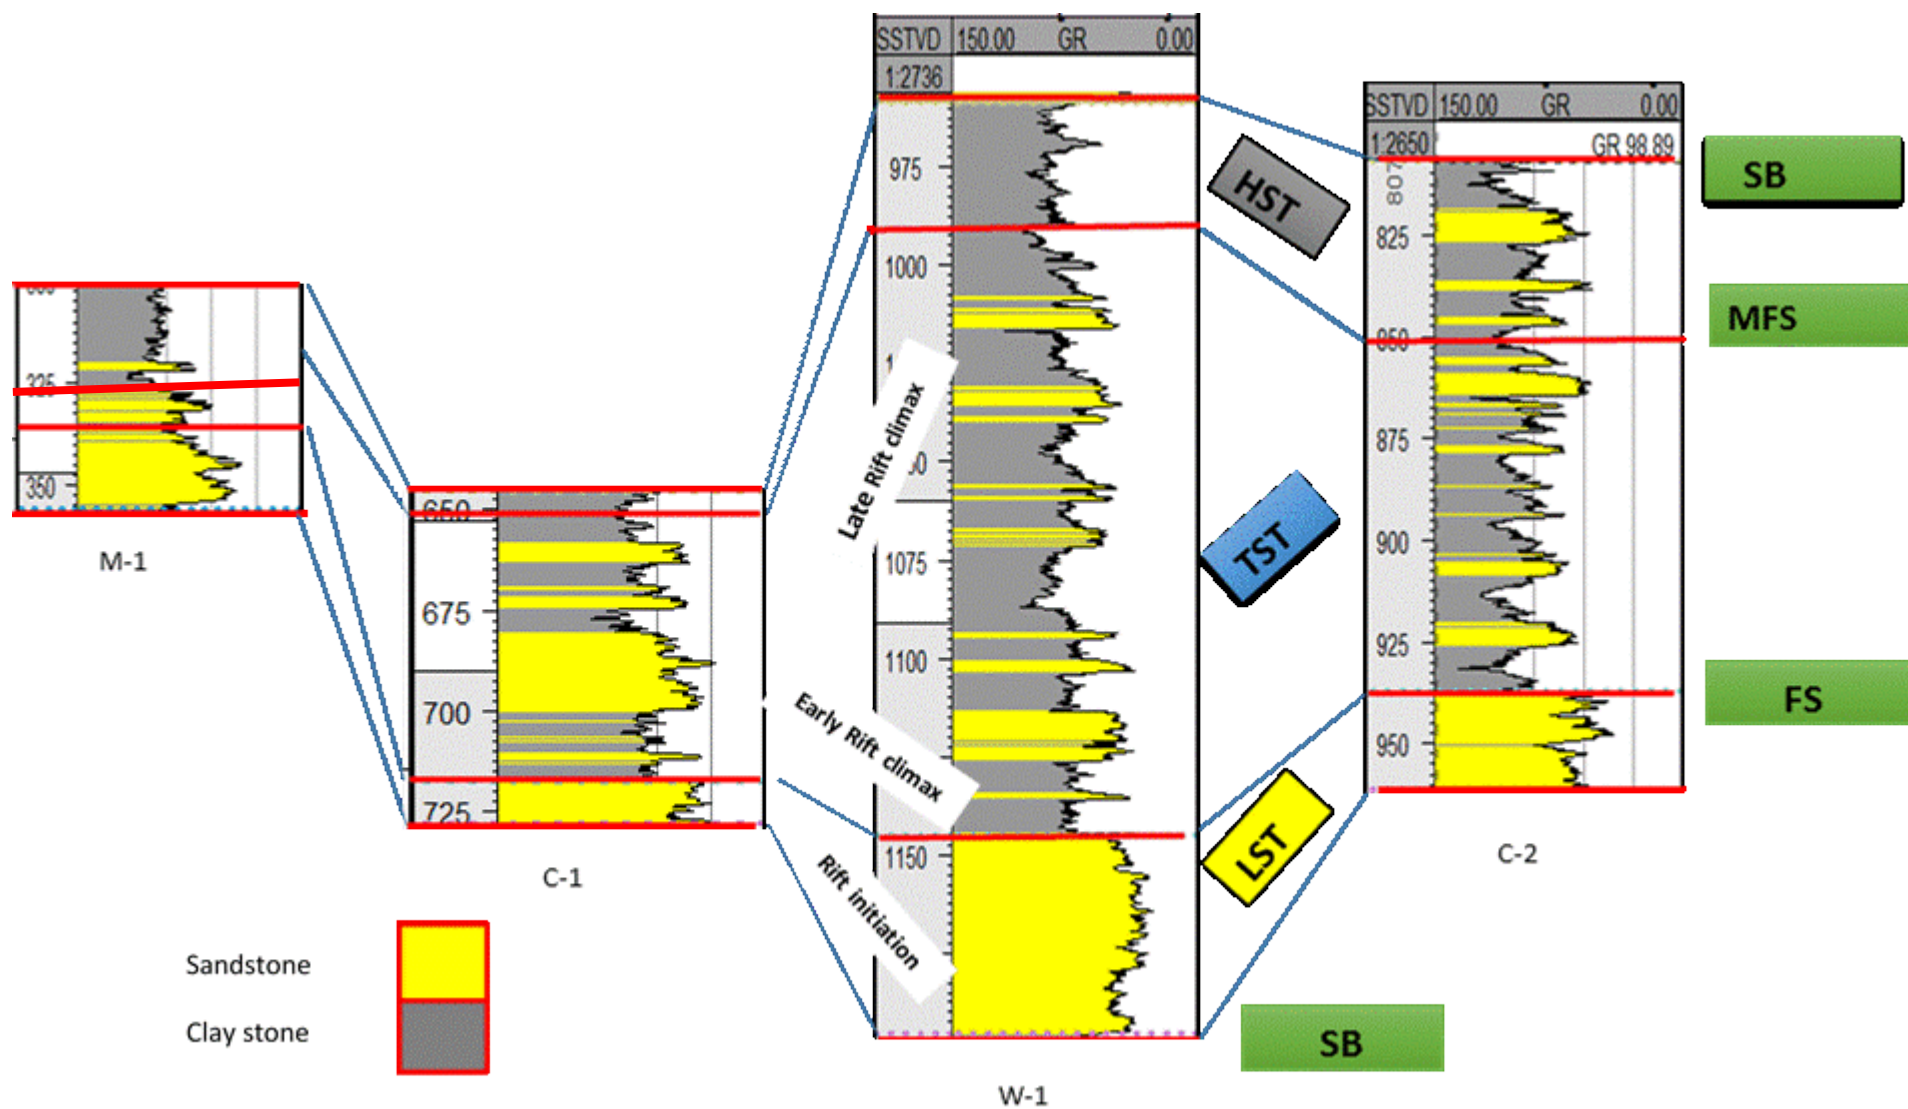 SSTVD 150.00 GR 0.00
1:2736
975
1000
1075
1100
1150
W-1
SSTVD 150.00 GR 0.00
1:2650 GR 98.89
807
825
850
875
900
925
950
C-2
325
350
M-1
650
675
700
725
C-1
Late Rift climax
Early Rift climax
Rift initiation
HST
TST
LST
SB
MFS
FS
SB
Sandstone
Clay stone